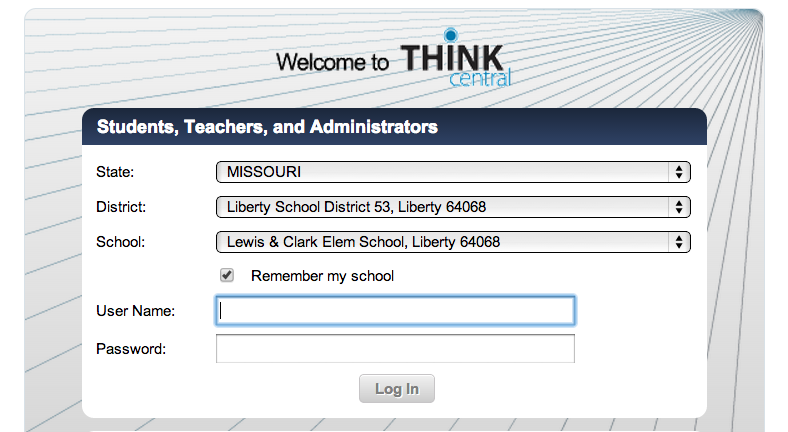 Welcome to THINK central
Students, Teachers, and Administrators
State: MISSOURI
District: Liberty School District 53, Liberty 64068
School: Lewis & Clark Elem School, Liberty 64068
Remember my school
User Name:
Password:
Log In